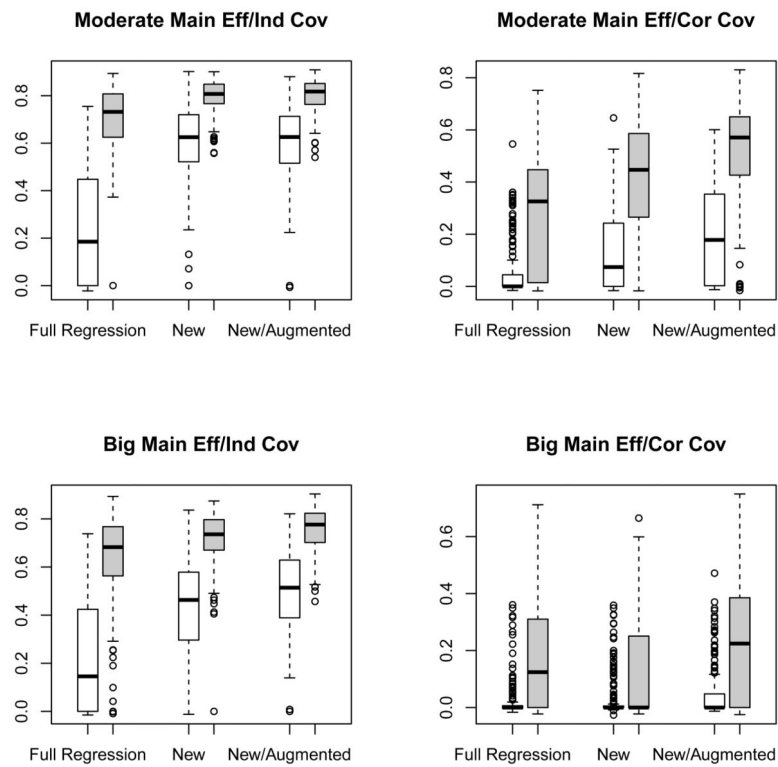 Moderate Main Eff/Ind Cov
0.8
0.6
0.4
0.2
0.0
Full Regression New New/Augmented
Moderate Main Eff/Cor Cov
0.8
0.6
0.4
0.2
0.0
Full Regression New New/Augmented
Big Main Eff/Ind Cov
0.8
0.6
0.4
0.2
0.0
Full Regression New New/Augmented
Big Main Eff/Cor Cov
0.6
0.4
0.2
0.0
Full Regression New New/Augmented